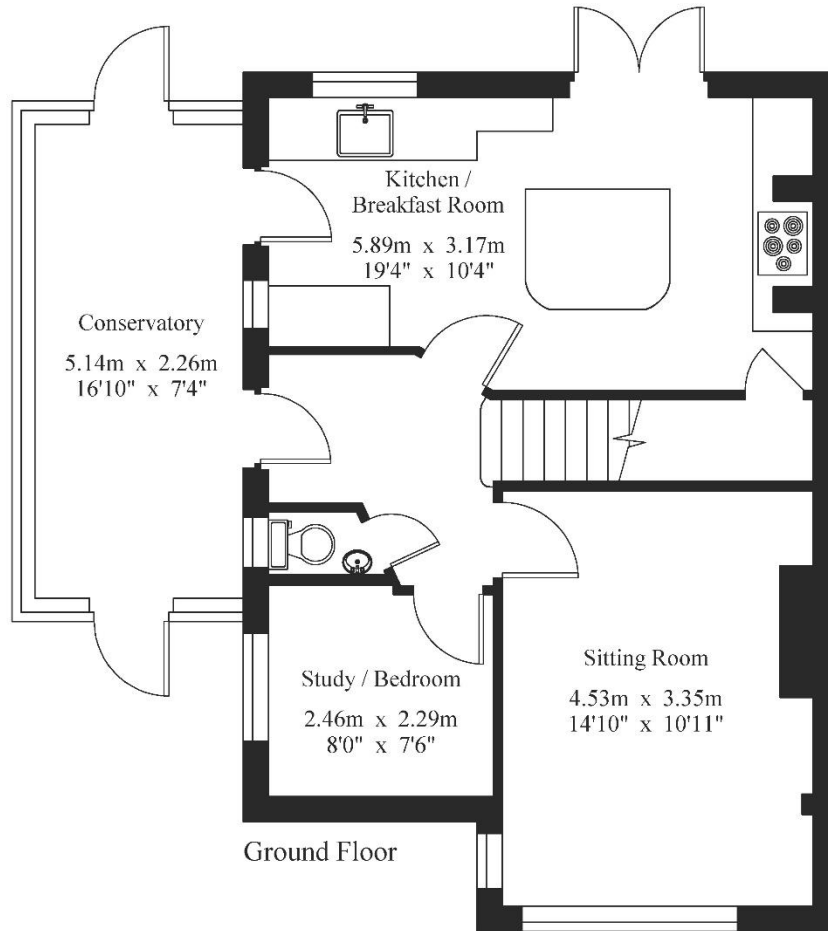 Kitchen /
Breakfast Room
5.89m x 3.17m
19'4" x 10'4"
Conservatory
5.14m x 2.26m
16'10" x 7'4"
Study / Bedroom
2.46m x 2.29m
8'0" x 7'6"
Sitting Room
4.53m x 3.35m
14'10" x 10'11"
Ground Floor